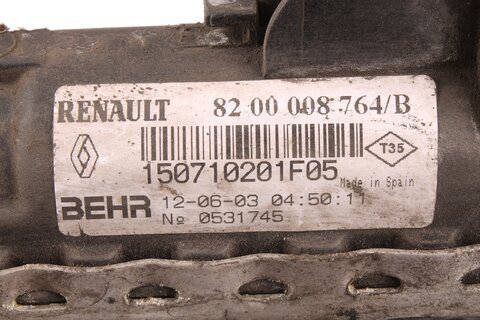 RENAULT 82 00 008 764/B
T35
150710201F05
Made in Spain
BEHR 12-06-03 04:50:11
No 0531745